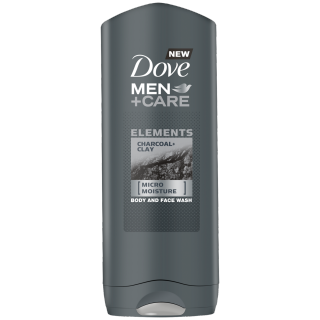 NEW
Dove
MEN
+CARE
ELEMENTS
CHARCOAL+
CLAY
[MICRO
MOISTURE]
BODY AND FACE WASH